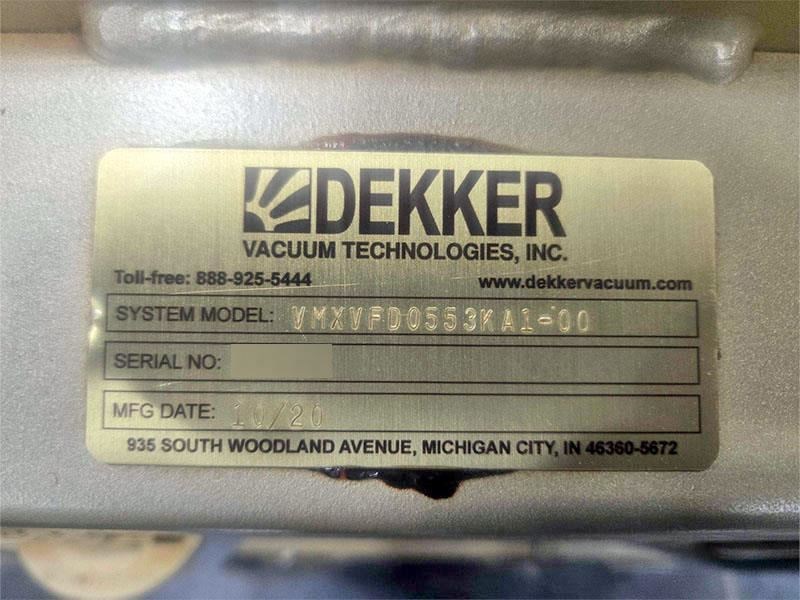 DEKKER
VACUUM TECHNOLOGIES, INC.
Toll-free: 888-925-5444 www.dekkervacuum.com
SYSTEM MODEL: VMXVFD0553KA1-00
SERIAL NO:
MFG DATE: 10/20
935 SOUTH WOODLAND AVENUE, MICHIGAN CITY, IN 46360-5672